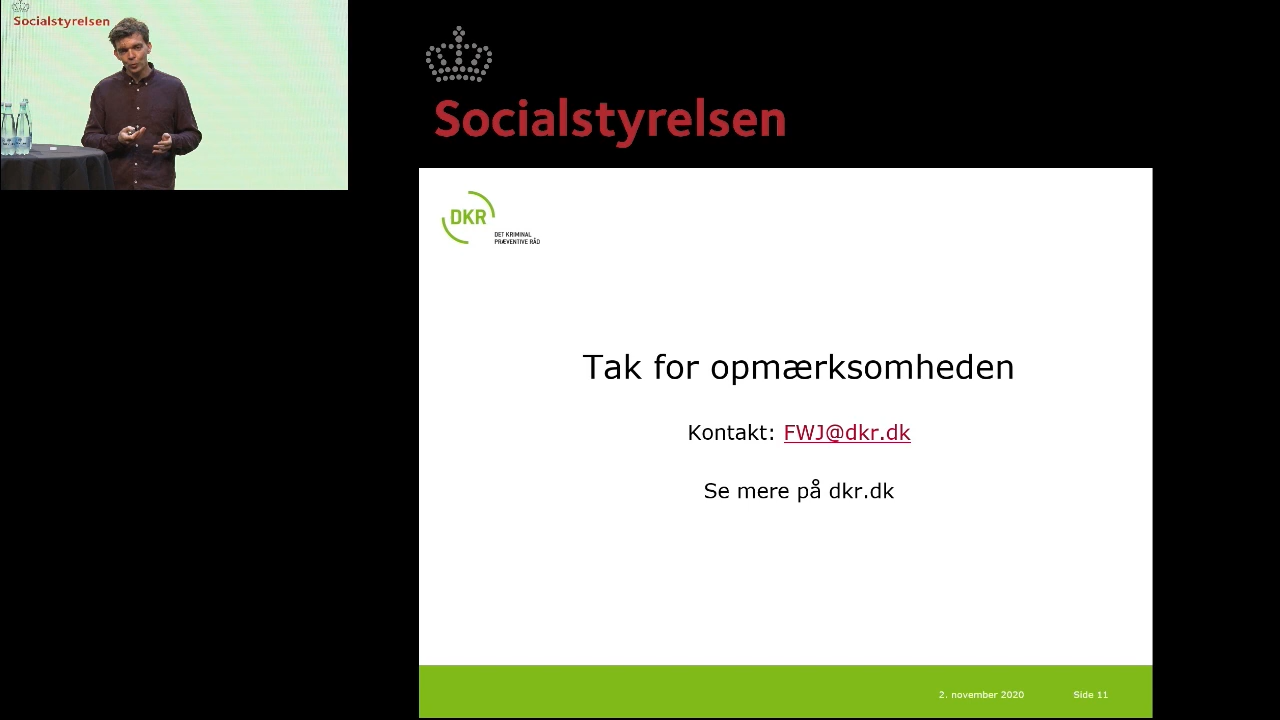 Socialstyrelsen
Socialstyrelsen
DKR
DET KRIMINAL
PRÆVENTIVE RÅD
Tak for opmærksomheden
Kontakt: FWJ@dkr.dk
Se mere på dkr.dk
2. november 2020 Side 11